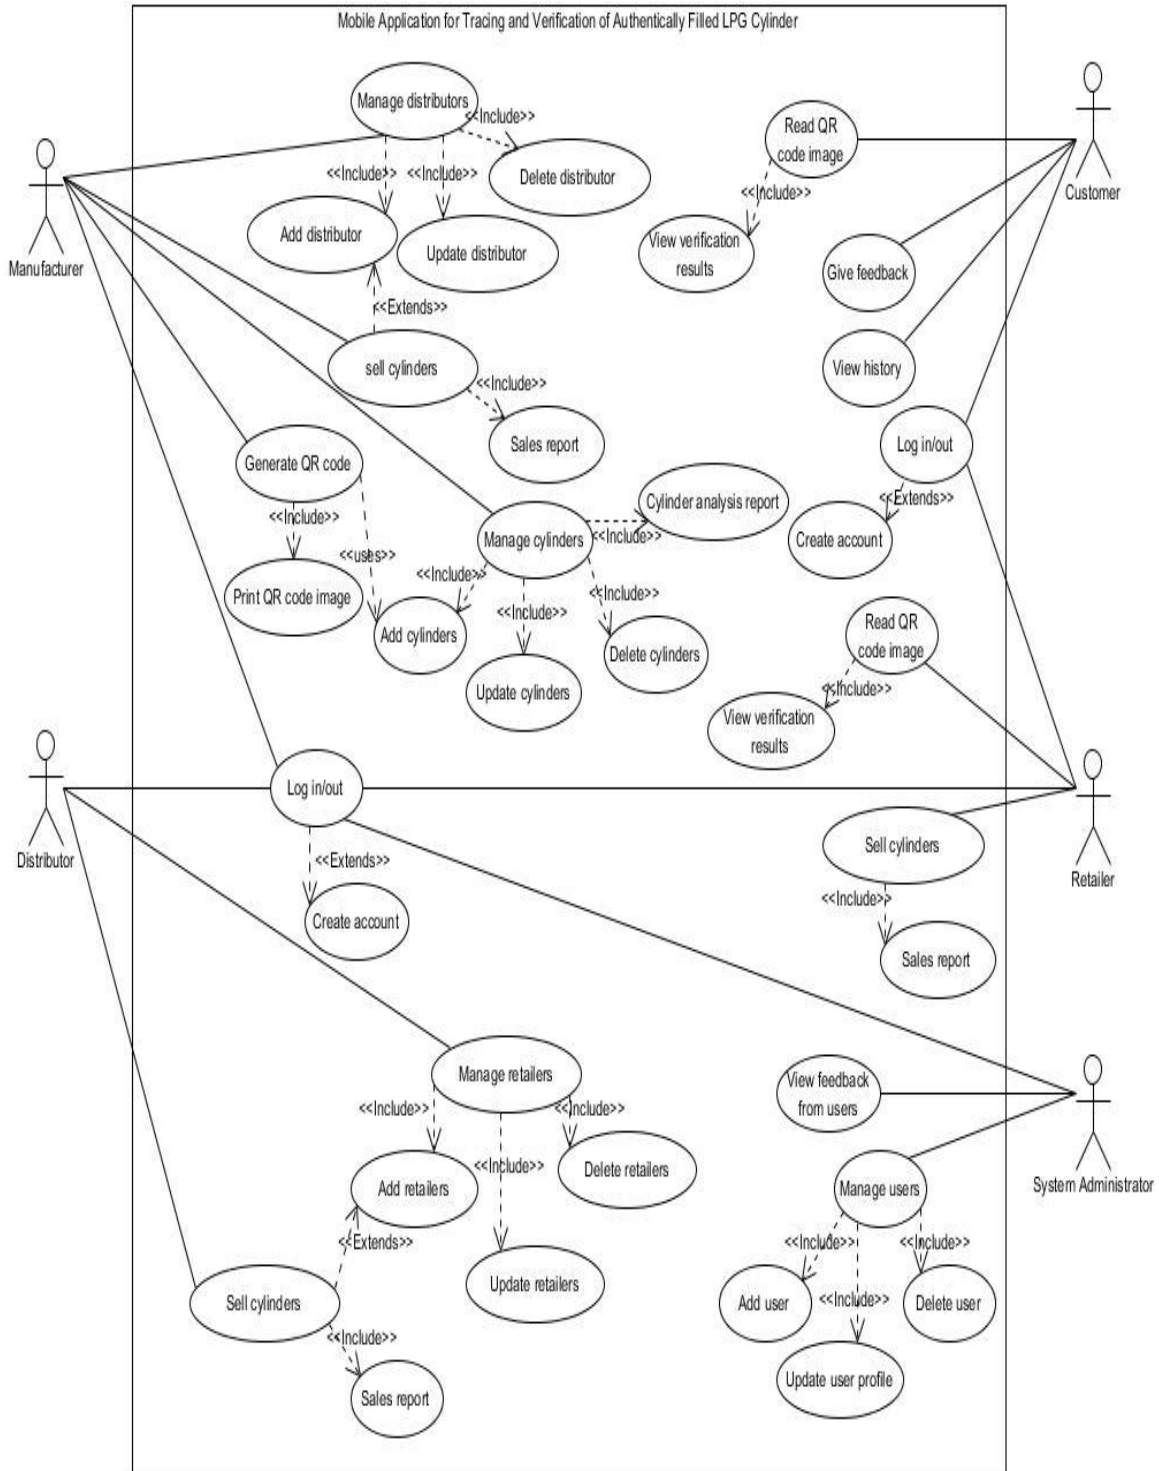 Mobile Application for Tracing and Verification of Authentically Filled LPG Cylinder
Manage distributors
<<Include>>
<<Include>>
<<Include>>
Delete distributor
Add distributor
Update distributor
Manufacturer
<<Extends>>
sell cylinders
<<Include>>
Sales report
Read QR
code image
<<Include>>
View verification
results
Customer
Give feedback
View history
Log in/out
<<Extends>>
Create account
Generate QR code
<<Include>>
<<uses>>
Print QR code image
Manage cylinders
Cylinder analysis report
<<Include>>
<<Include>>
<<Include>>
<<Include>>
Add cylinders
Update cylinders
Delete cylinders
Read QR
code image
<<Include>>
View verification
results
Distributor
Log in/out
<<Extends>>
Create account
Retailer
Sell cylinders
<<Include>>
Sales report
Manage retailers
<<Include>>
<<Include>>
<<Include>>
Add retailers
Delete retailers
Update retailers
<<Extends>>
Sell cylinders
<<Include>>
Sales report
View feedback
from users
System Administrator
Manage users
<<Include>>
<<Include>>
<<Include>>
Add user
Delete user
Update user profile